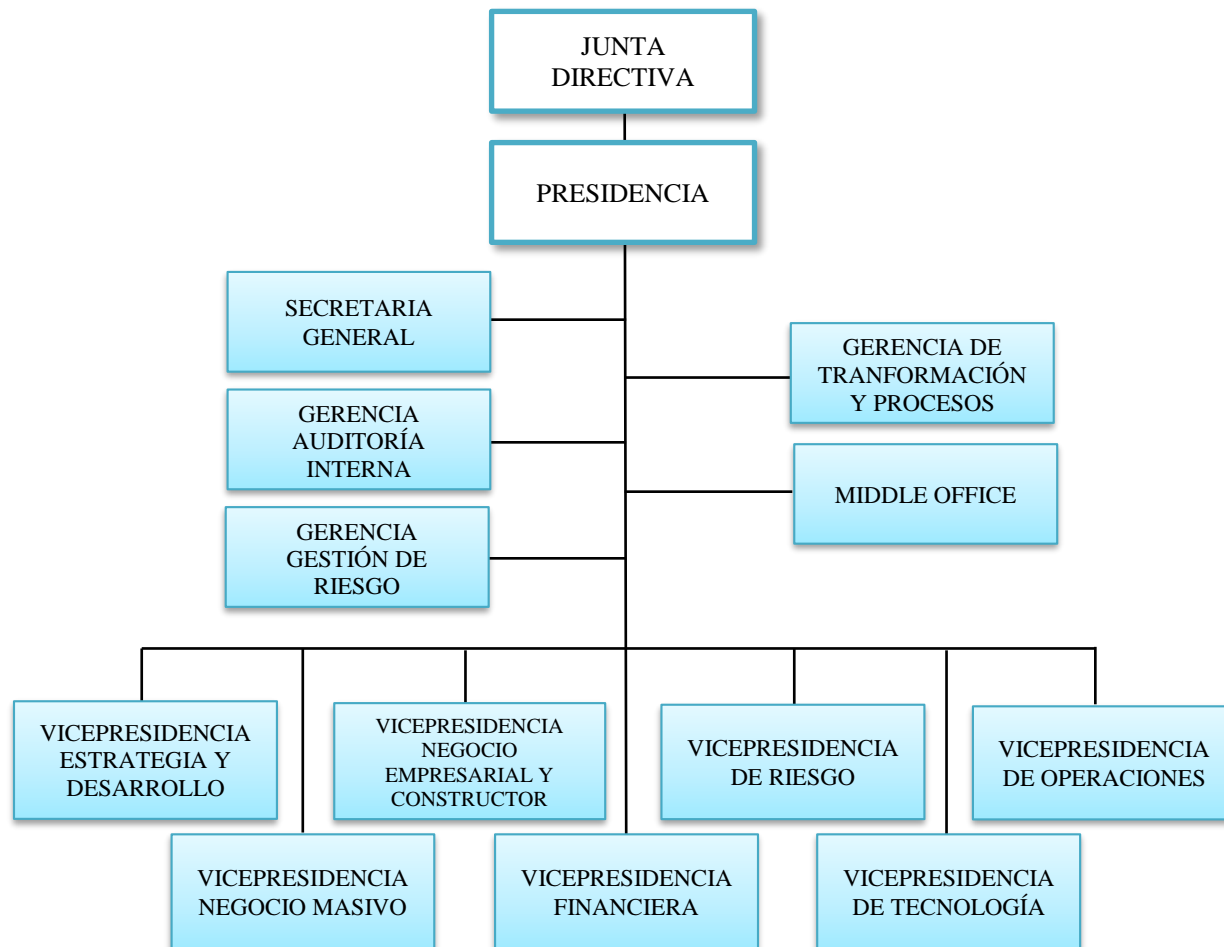 JUNTA
DIRECTIVA
PRESIDENCIA
SECRETARIA
GENERAL
GERENCIA DE
TRANFORMACIÓN
Y PROCESOS
GERENCIA
AUDITORÍA
INTERNA
MIDDLE OFFICE
GERENCIA
GESTIÓN DE
RIESGO
VICEPRESIDENCIA
ESTRATEGIA Y
DESARROLLO
VICEPRESIDENCIA
NEGOCIO
EMPRESARIAL Y
CONSTRUCTOR
VICEPRESIDENCIA
DE RIESGO
VICEPRESIDENCIA
DE OPERACIONES
VICEPRESIDENCIA
NEGOCIO MASIVO
VICEPRESIDENCIA
FINANCIERA
VICEPRESIDENCIA
DE TECNOLOGÍA